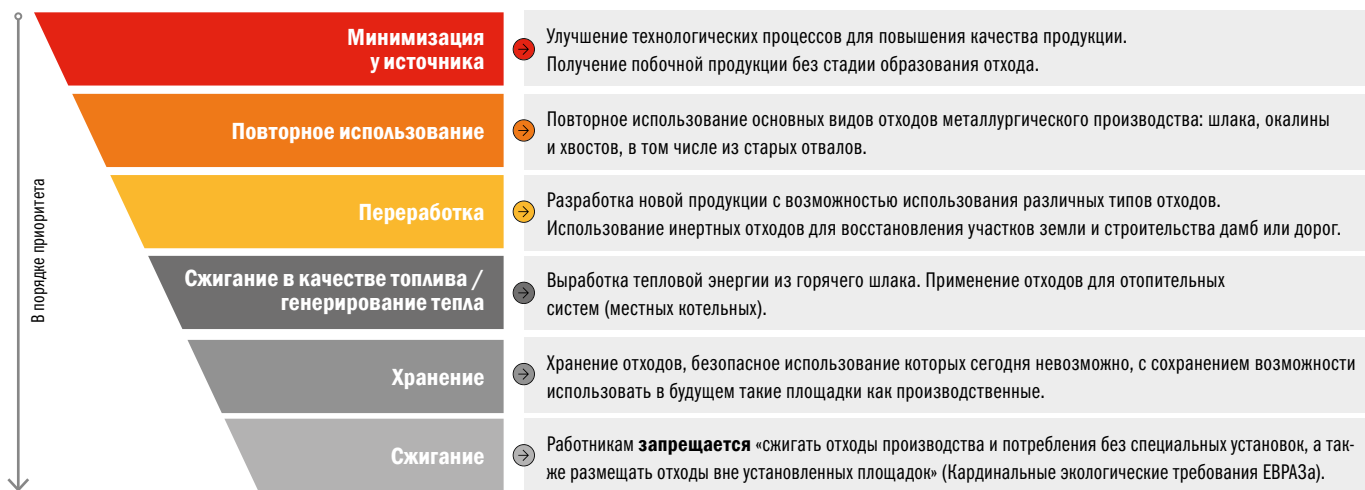 В порядке приоритета
Минимизация
у источника
Улучшение технологических процессов для повышения качества продукции.
Получение побочной продукции без стадии образования отхода.
Повторное использование
Повторное использование основных видов отходов металлургического производства: шлака, окалины
и хвостов, в том числе из старых отвалов.
Переработка
Разработка новой продукции с возможностью использования различных типов отходов.
Использование инертных отходов для восстановления участков земли и строительства дамб или дорог.
Сжигание в качестве топлива /
генерирование тепла
Выработка тепловой энергии из горячего шлака. Применение отходов для отопительных
систем (местных котельных).
Хранение
Хранение отходов, безопасное использование которых сегодня невозможно, с сохранением возможности
использовать в будущем такие площадки как производственные.
Сжигание
Работникам запрещается «сжигать отходы производства и потребления без специальных установок, а так-
же размещать отходы вне установленных площадок» (Кардинальные экологические требования ЕВРАЗа).